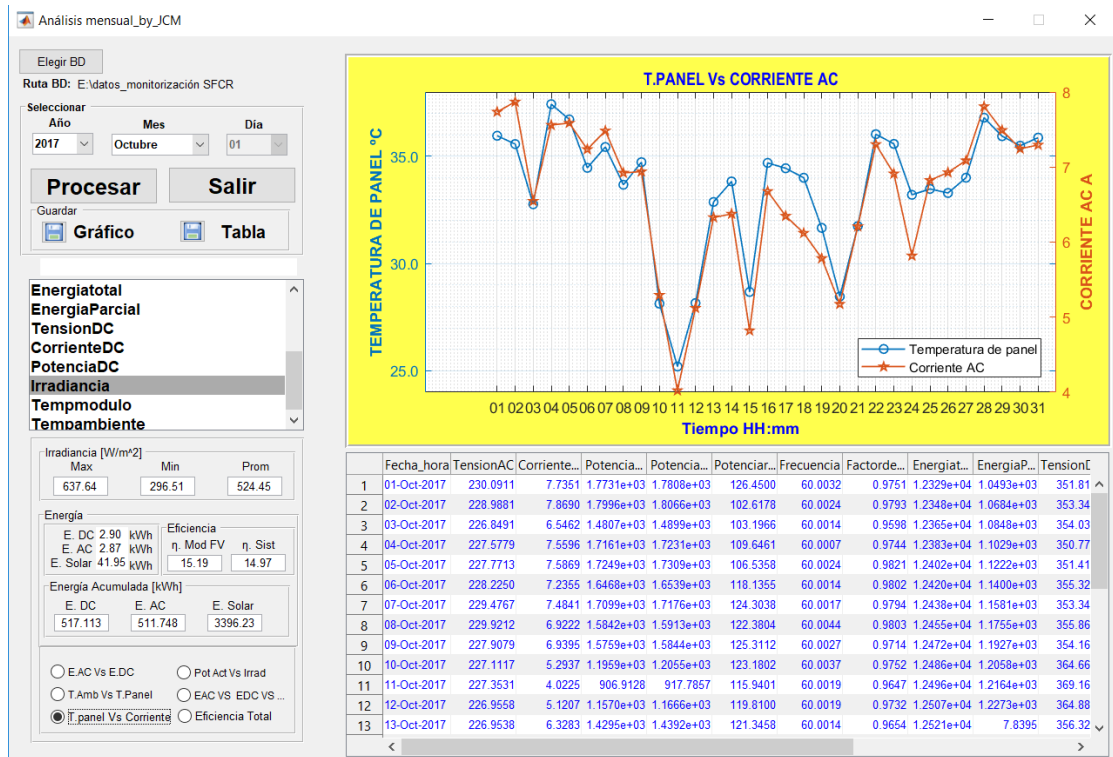 Análisis mensual_by_JCM
Elegir BD
Ruta BD: E:\datos_monitorización SFCR
Seleccionar
Año Mes Día
2017 Octubre 01
Procesar Salir
Guardar
Gráfico Tabla
Energiatotal
EnergiaParcial
TensionDC
CorrienteDC
PotenciaDC
Irradiancia
Tempmodulo
Tempambiente
Irradiancia [W/m^2]
Max Min Prom
637.64 296.51 524.45
Energía
E. DC 2.90 kWh
E. AC 2.87 kWh
E. Solar 41.95 kWh
Eficiencia
η. Mod FV η. Sist
15.19 14.97
Energía Acumulada [kWh]
E. DC E. AC E. Solar
517.113 511.748 3396.23
E.AC Vs E.DC Pot Act Vs Irrad
T.Amb Vs T.Panel EAC VS EDC VS ...
T.panel Vs Corriente Eficiencia Total
T.PANEL Vs CORRIENTE AC
TEMPERATURA DE PANEL ºC
35.0
30.0
25.0
8
7
6
5
4
CORRIENTE AC A
Temperatura de panel
Corriente AC
01 02 03 04 05 06 07 08 09 10 11 12 13 14 15 16 17 18 19 20 21 22 23 24 25 26 27 28 29 30 31
Tiempo HH:mm
Fecha_hora TensionAC Corriente... Potencia... Potencia... Potenciar... Frecuencia Factorde... Energiat... EnergiaP... TensionD
1 01-Oct-2017 230.0911 7.7351 1.7731e+03 1.7808e+03 126.4500 60.0032 0.9751 1.2329e+04 1.0493e+03 351.81
2 02-Oct-2017 228.9881 7.8690 1.7996e+03 1.8066e+03 102.6178 60.0024 0.9793 1.2348e+04 1.0684e+03 353.34
3 03-Oct-2017 226.8491 6.5462 1.4807e+03 1.4899e+03 103.1966 60.0014 0.9598 1.2365e+04 1.0848e+03 354.03
4 04-Oct-2017 227.5779 7.5596 1.7161e+03 1.7231e+03 109.6461 60.0007 0.9744 1.2383e+04 1.1029e+03 350.77
5 05-Oct-2017 227.7713 7.5869 1.7249e+03 1.7309e+03 106.5358 60.0024 0.9821 1.2402e+04 1.1222e+03 351.41
6 06-Oct-2017 228.2250 7.2355 1.6468e+03 1.6539e+03 118.1355 60.0014 0.9802 1.2420e+04 1.1400e+03 355.32
7 07-Oct-2017 229.4767 7.4841 1.7099e+03 1.7176e+03 124.3038 60.0017 0.9794 1.2438e+04 1.1581e+03 353.34
8 08-Oct-2017 229.9212 6.9222 1.5842e+03 1.5913e+03 122.3804 60.0044 0.9803 1.2455e+04 1.1755e+03 355.86
9 09-Oct-2017 227.9079 6.9395 1.5759e+03 1.5844e+03 125.3112 60.0027 0.9714 1.2472e+04 1.1927e+03 354.16
10 10-Oct-2017 227.1117 5.2937 1.1959e+03 1.2055e+03 123.1802 60.0037 0.9752 1.2486e+04 1.2058e+03 364.66
11 11-Oct-2017 227.3531 4.0225 906.9128 917.7857 115.9401 60.0019 0.9647 1.2496e+04 1.2164e+03 369.16
12 12-Oct-2017 226.9558 5.1207 1.1570e+03 1.1666e+03 119.8100 60.0019 0.9732 1.2507e+04 1.2273e+03 364.88
13 13-Oct-2017 226.9538 6.3283 1.4295e+03 1.4392e+03 121.3458 60.0014 0.9654 1.2521e+04 7.8395 356.32